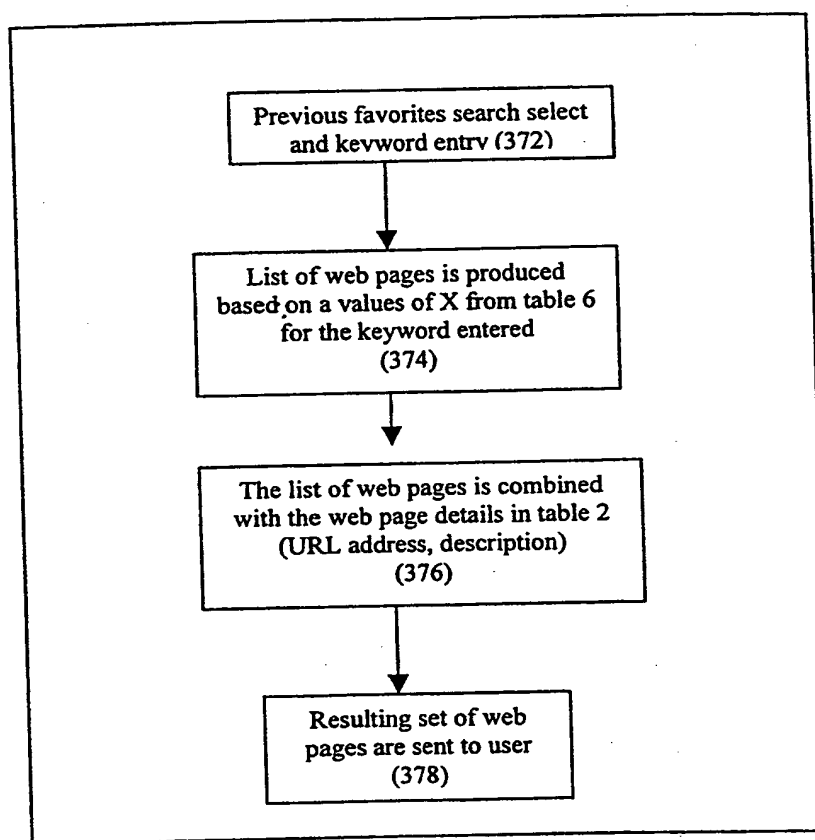 Previous favorites search select
and keyword entry (372)
List of web pages is produced
based on a values of X from table 6
for the keyword entered
(374)
The list of web pages is combined
with the web page details in table 2
(URL address, description)
(376)
Resulting set of web
pages are sent to user
(378)